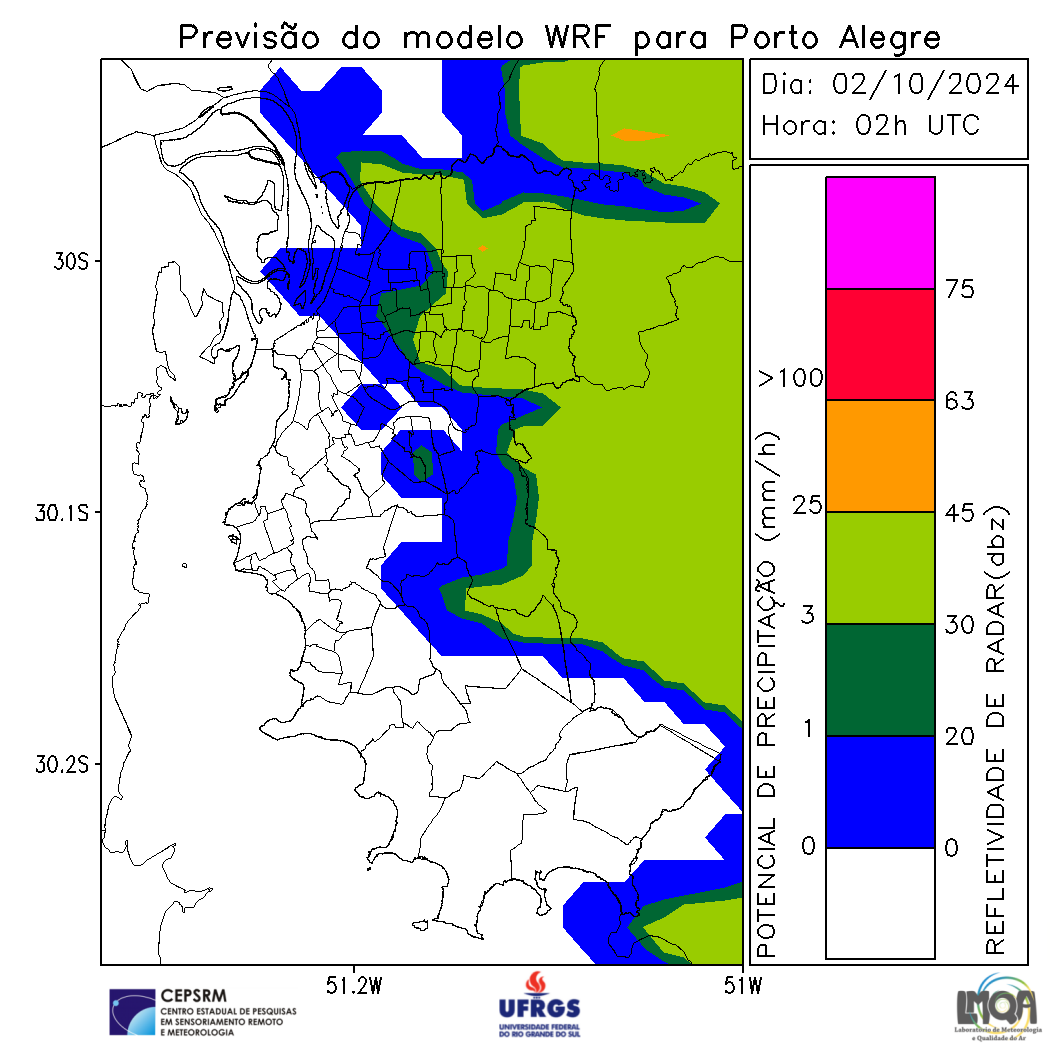 Previsão do modelo WRF para Porto Alegre
Dia: 02/10/2024
Hora: 02h UTC
30S
30.1S
30.2S
51.2W
51W
POTENCIAL DE PRECIPITAÇÃO (mm/h)
>100
25
3
1
0
75
63
45
30
20
0
REFLETIVIDADE DE RADAR(dbz)
CEPSRM
CENTRO ESTADUAL DE PESQUISAS
EM SENSORIAMENTO REMOTO
E METEOROLOGIA
UFRGS
UNIVERSIDADE FEDERAL
DO RIO GRANDE DO SUL
LMQA
Laboratório de Meteorologia
e Qualidade do Ar